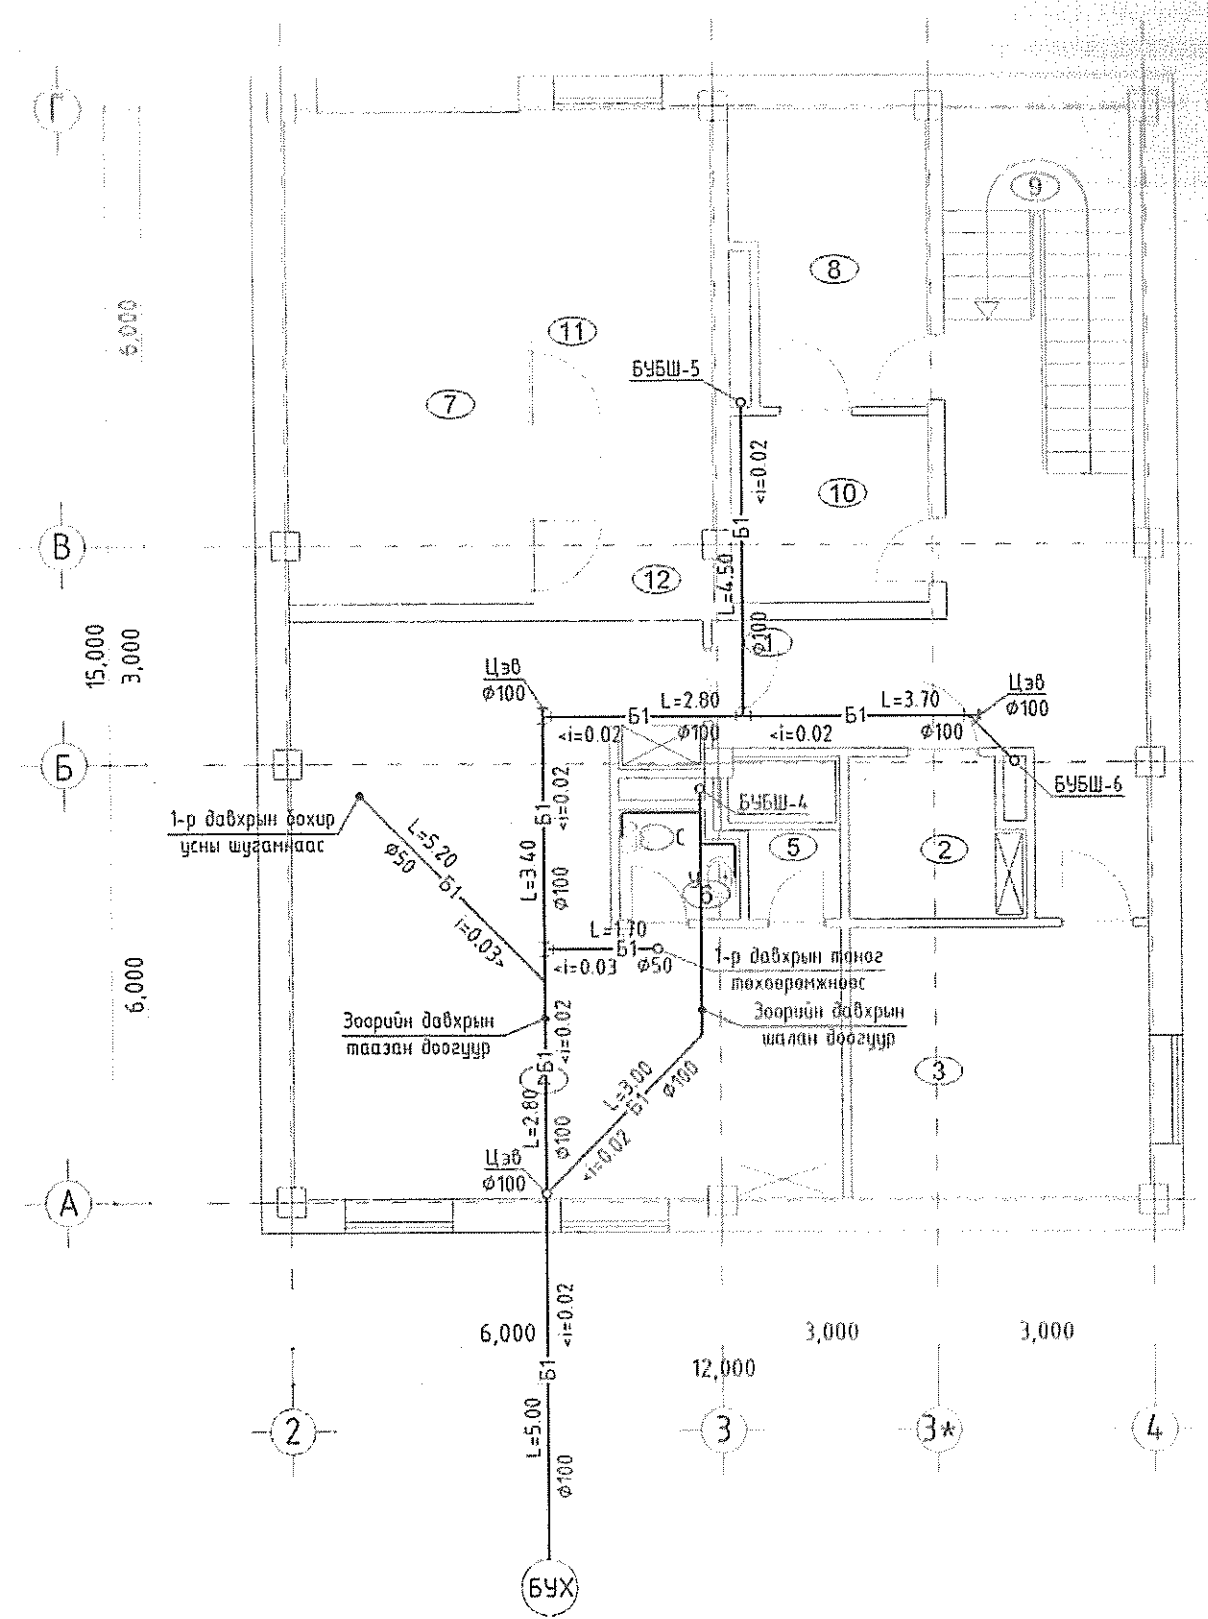 Г
9
8
6,000
11
БУБШ-5
7
<i=0.02
10
Б1
В
12
L=4.50
15,000
3,000
ф100
1
Цэв
ф100
L=2.80
Б1
<i=0.02
ф100
L=3.70
Б1
<i=0.02
ф100
Цэв
ф100
Б
БУБШ-6
БУБШ-4
1-р давхрын бохир
усны шугамнаас
L=5.20
ф50
Б1
i=0.03>
<i=0.02
Б1
L=3.40
ф100
С
У
5
2
6
L=1.70
Б1
<i=0.03
ф50
1-р давхрын тоног
төхөөрөмжнөөс
6,000
Зоорийн давхрын
таазан доогуур
Зоорийн давхрын
шалан доогуур
<i=0.02
Б1
L=2.80
ф100
L=3.00
Б1
ф100
<i=0.02
3
Цэв
ф100
А
<i=0.02
6,000
3,000
3,000
Б1
12,000
L=5.00
ф100
2
3
3*
4
БУХ